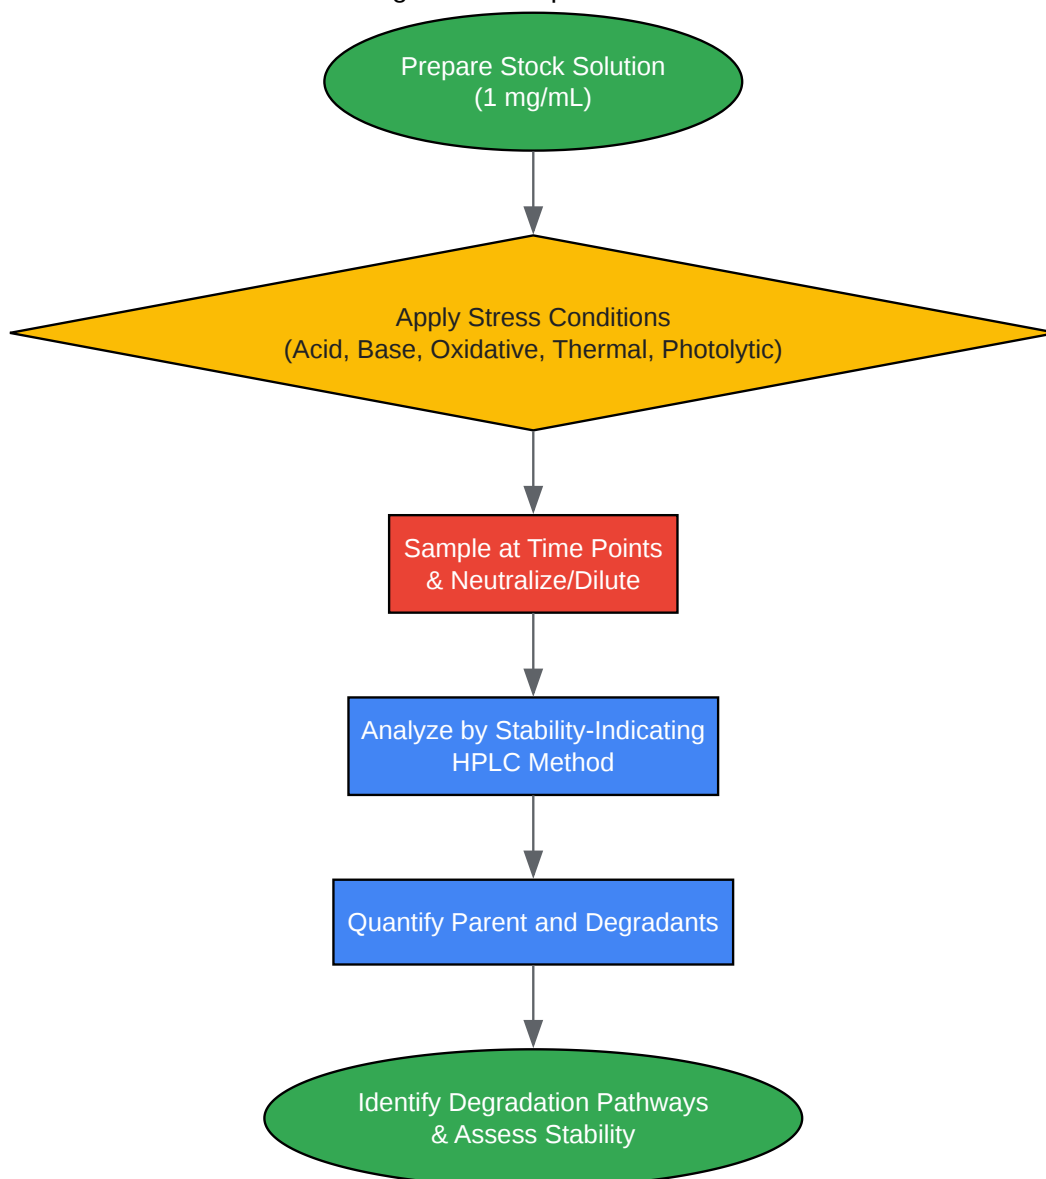 Prepare Stock Solution
(1 mg/mL)
Apply Stress Conditions
(Acid, Base, Oxidative, Thermal, Photolytic)
Sample at Time Points
& Neutralize/Dilute
Analyze by Stability-Indicating
HPLC Method
Quantify Parent and Degradants
Identify Degradation Pathways
& Assess Stability